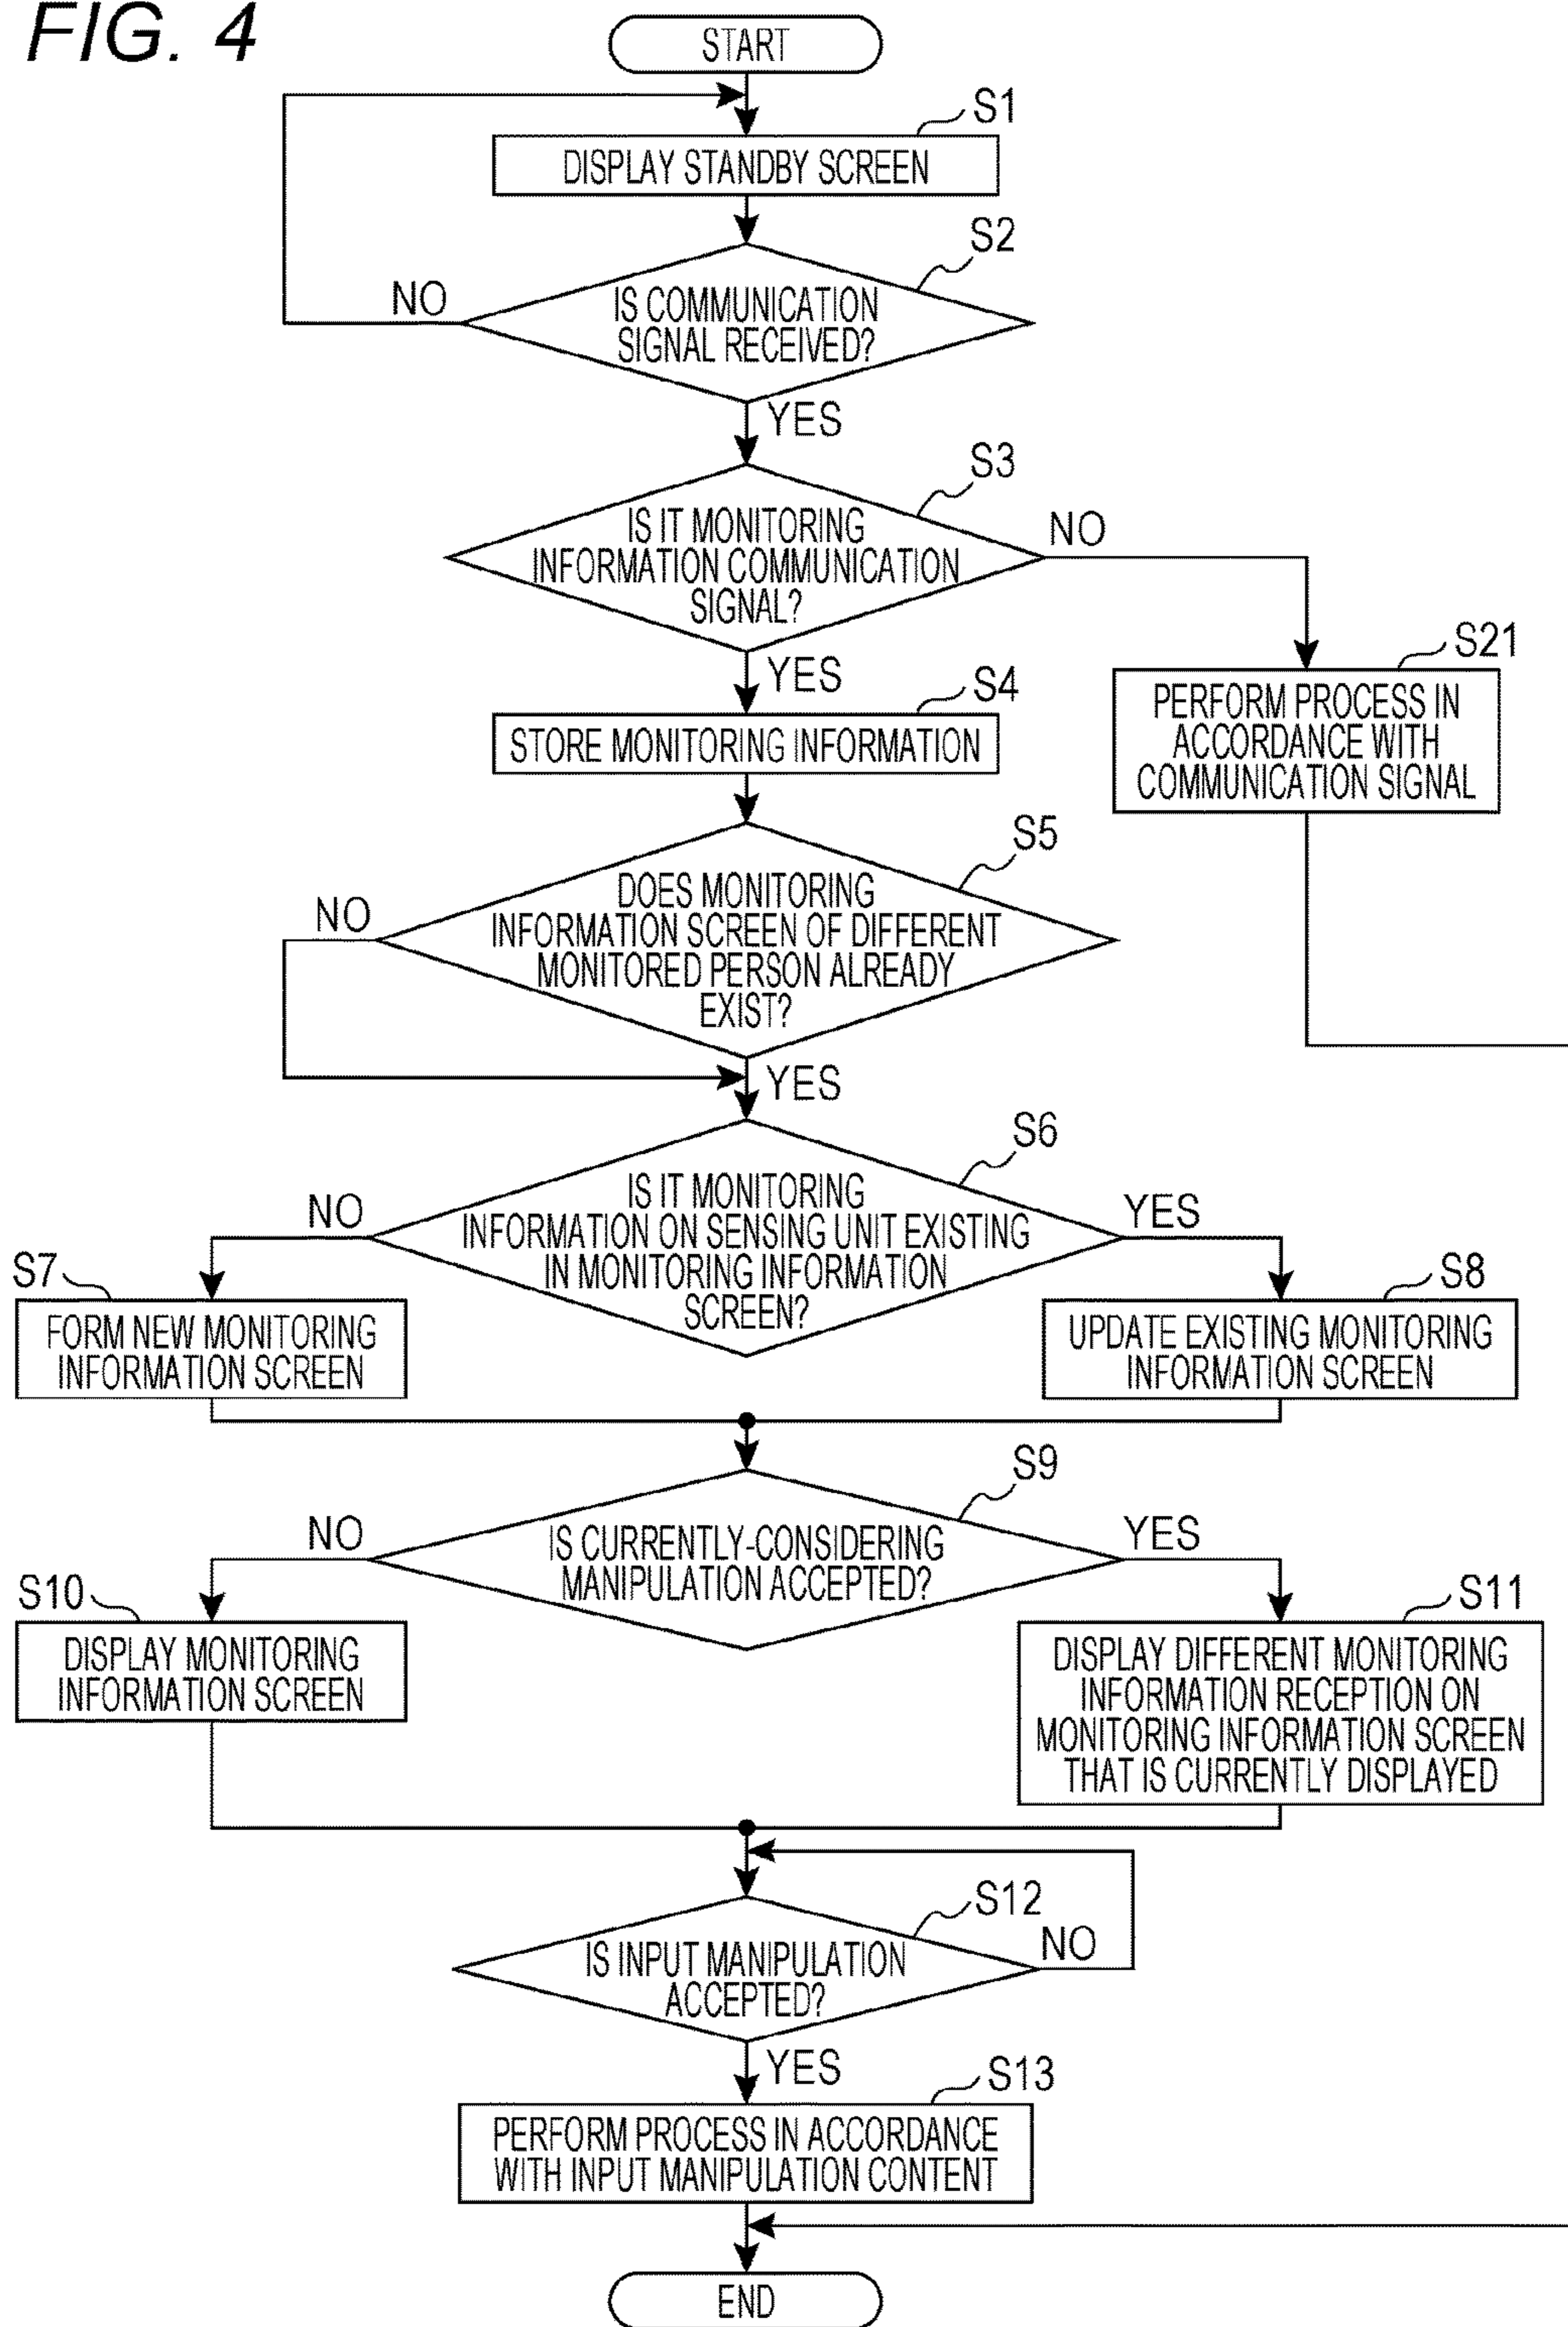 FIG. 4
START
S1
DISPLAY STANDBY SCREEN
S2
NO
IS COMMUNICATION
SIGNAL RECEIVED?
YES
S3
IS IT MONITORING
INFORMATION COMMUNICATION
SIGNAL?
NO
YES
S21
PERFORM PROCESS IN
ACCORDANCE WITH
COMMUNICATION SIGNAL
S4
STORE MONITORING INFORMATION
S5
NO
DOES MONITORING
INFORMATION SCREEN OF DIFFERENT
MONITORED PERSON ALREADY
EXIST?
YES
S6
NO
IS IT MONITORING
INFORMATION ON SENSING UNIT EXISTING
IN MONITORING INFORMATION
SCREEN?
YES
S7
FORM NEW MONITORING
INFORMATION SCREEN
S8
UPDATE EXISTING MONITORING
INFORMATION SCREEN
S9
NO
IS CURRENTLY-CONSIDERING
MANIPULATION ACCEPTED?
YES
S10
DISPLAY MONITORING
INFORMATION SCREEN
S11
DISPLAY DIFFERENT MONITORING
INFORMATION RECEPTION ON
MONITORING INFORMATION SCREEN
THAT IS CURRENTLY DISPLAYED
S12
IS INPUT MANIPULATION
ACCEPTED?
NO
YES
S13
PERFORM PROCESS IN ACCORDANCE
WITH INPUT MANIPULATION CONTENT
END